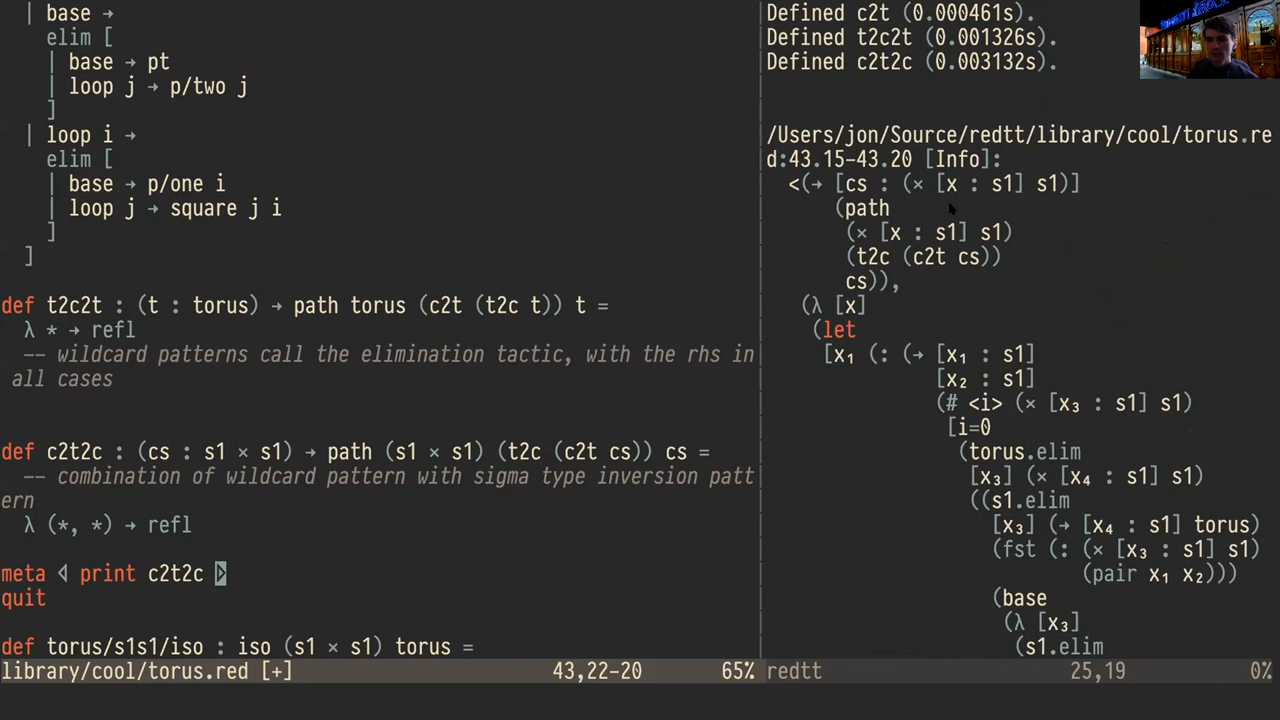 | base →
elim [
| base → pt
| loop j → p/two j
]
| loop i →
elim [
| base → p/one i
| loop j → square j i
]
]
def t2c2t : (t : torus) → path torus (c2t (t2c t)) t =
λ * → refl
-- wildcard patterns call the elimination tactic, with the rhs in
all cases
def c2t2c : (cs : s1 × s1) → path (s1 × s1) (t2c (c2t cs)) cs =
-- combination of wildcard pattern with sigma type inversion patt
ern
λ (*, *) → refl
meta ⦉ print c2t2c ⦊
quit
def torus/s1s1/iso : iso (s1 × s1) torus =
library/cool/torus.red [+] 43,22-20 65%
Defined c2t (0.000461s).
Defined t2c2t (0.001326s).
Defined c2t2c (0.003132s).
/Users/jon/Source/redtt/library/cool/torus.re
d:43.15-43.20 [Info]:
<(→ [cs : (× [x : s1] s1)]
(path
(× [x : s1] s1)
(t2c (c2t cs))
cs)),
(λ [x]
(let
[x₁ (: (→ [x₁ : s1]
[x₂ : s1]
(# <i> (× [x₃ : s1] s1)
[i=0
(torus.elim
[x₃] (× [x₄ : s1] s1)
((s1.elim
[x₃] (→ [x₄ : s1] torus)
(fst (: (× [x₃ : s1] s1)
(pair x₁ x₂)))
(base
(λ [x₃]
(s1.elim
redtt 25,19 0%